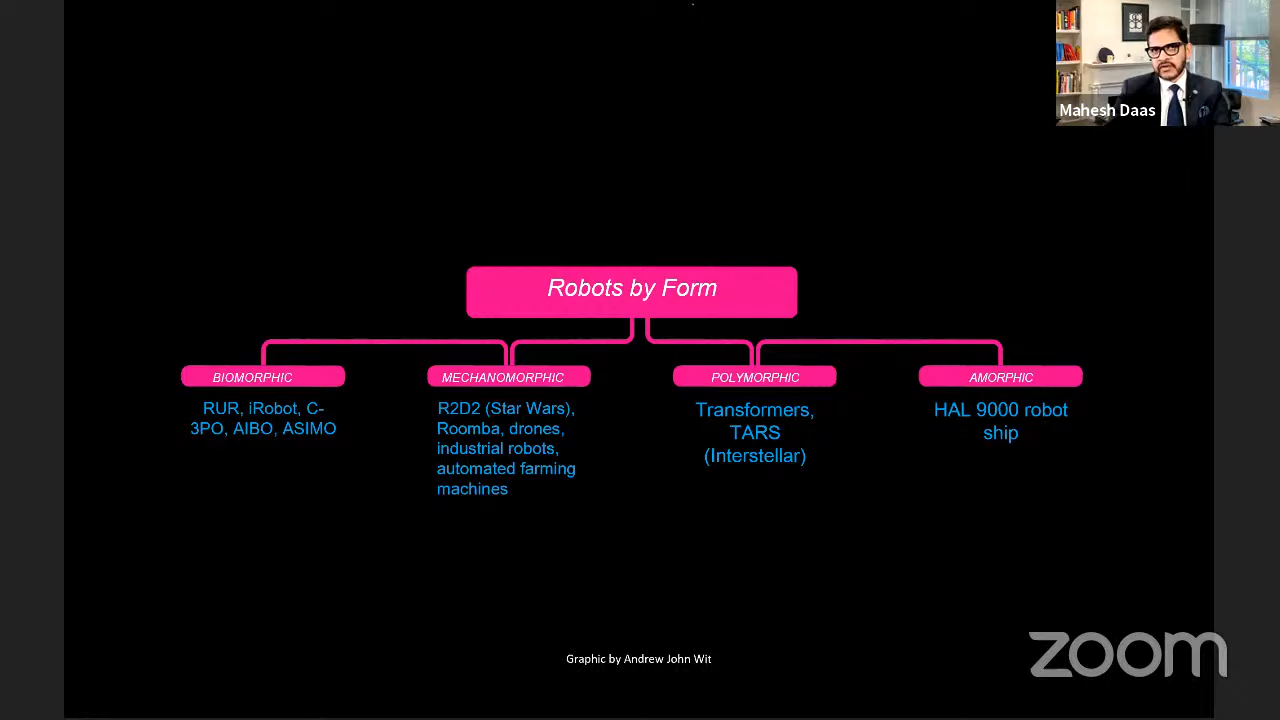 Mahesh Daas
Robots by Form
BIOMORPHIC
RUR, iRobot, C-
3PO, AIBO, ASIMO
MECHANOMORPHIC
R2D2 (Star Wars),
Roomba, drones,
industrial robots,
automated farming
machines
POLYMORPHIC
Transformers,
TARS
(Interstellar)
AMORPHIC
HAL 9000 robot
ship
Graphic by Andrew John Wit
zoom